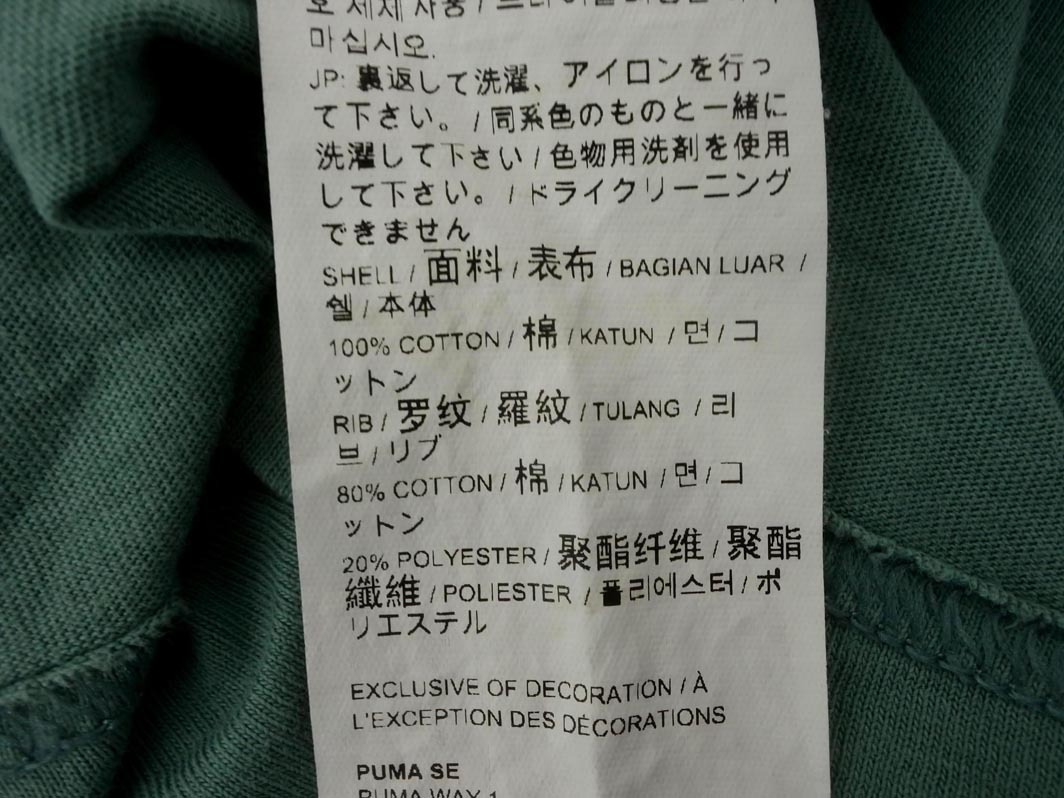 마십시오.
JP: 裏返して洗濯、アイロンを行っ
て下さい。/ 同系色のものと一緒に
洗濯して下さい / 色物用洗剤を使用
して下さい。/ ドライクリーニング
できません
SHELL / 面料 / 表布 / BAGIAN LUAR /
쉘 / 本体
100% COTTON / 棉 / KATUN / 면 / コ
ットン
RIB / 罗纹 / 羅紋 / TULANG / 리
브 / リブ
80% COTTON / 棉 / KATUN / 면 / コ
ットン
20% POLYESTER / 聚酯纤维 / 聚酯
纖維 / POLIESTER / 폴리에스터 / ポ
リエステル
EXCLUSIVE OF DECORATION / À
L'EXCEPTION DES DÉCORATIONS
PUMA SE
PUMA WAY 1